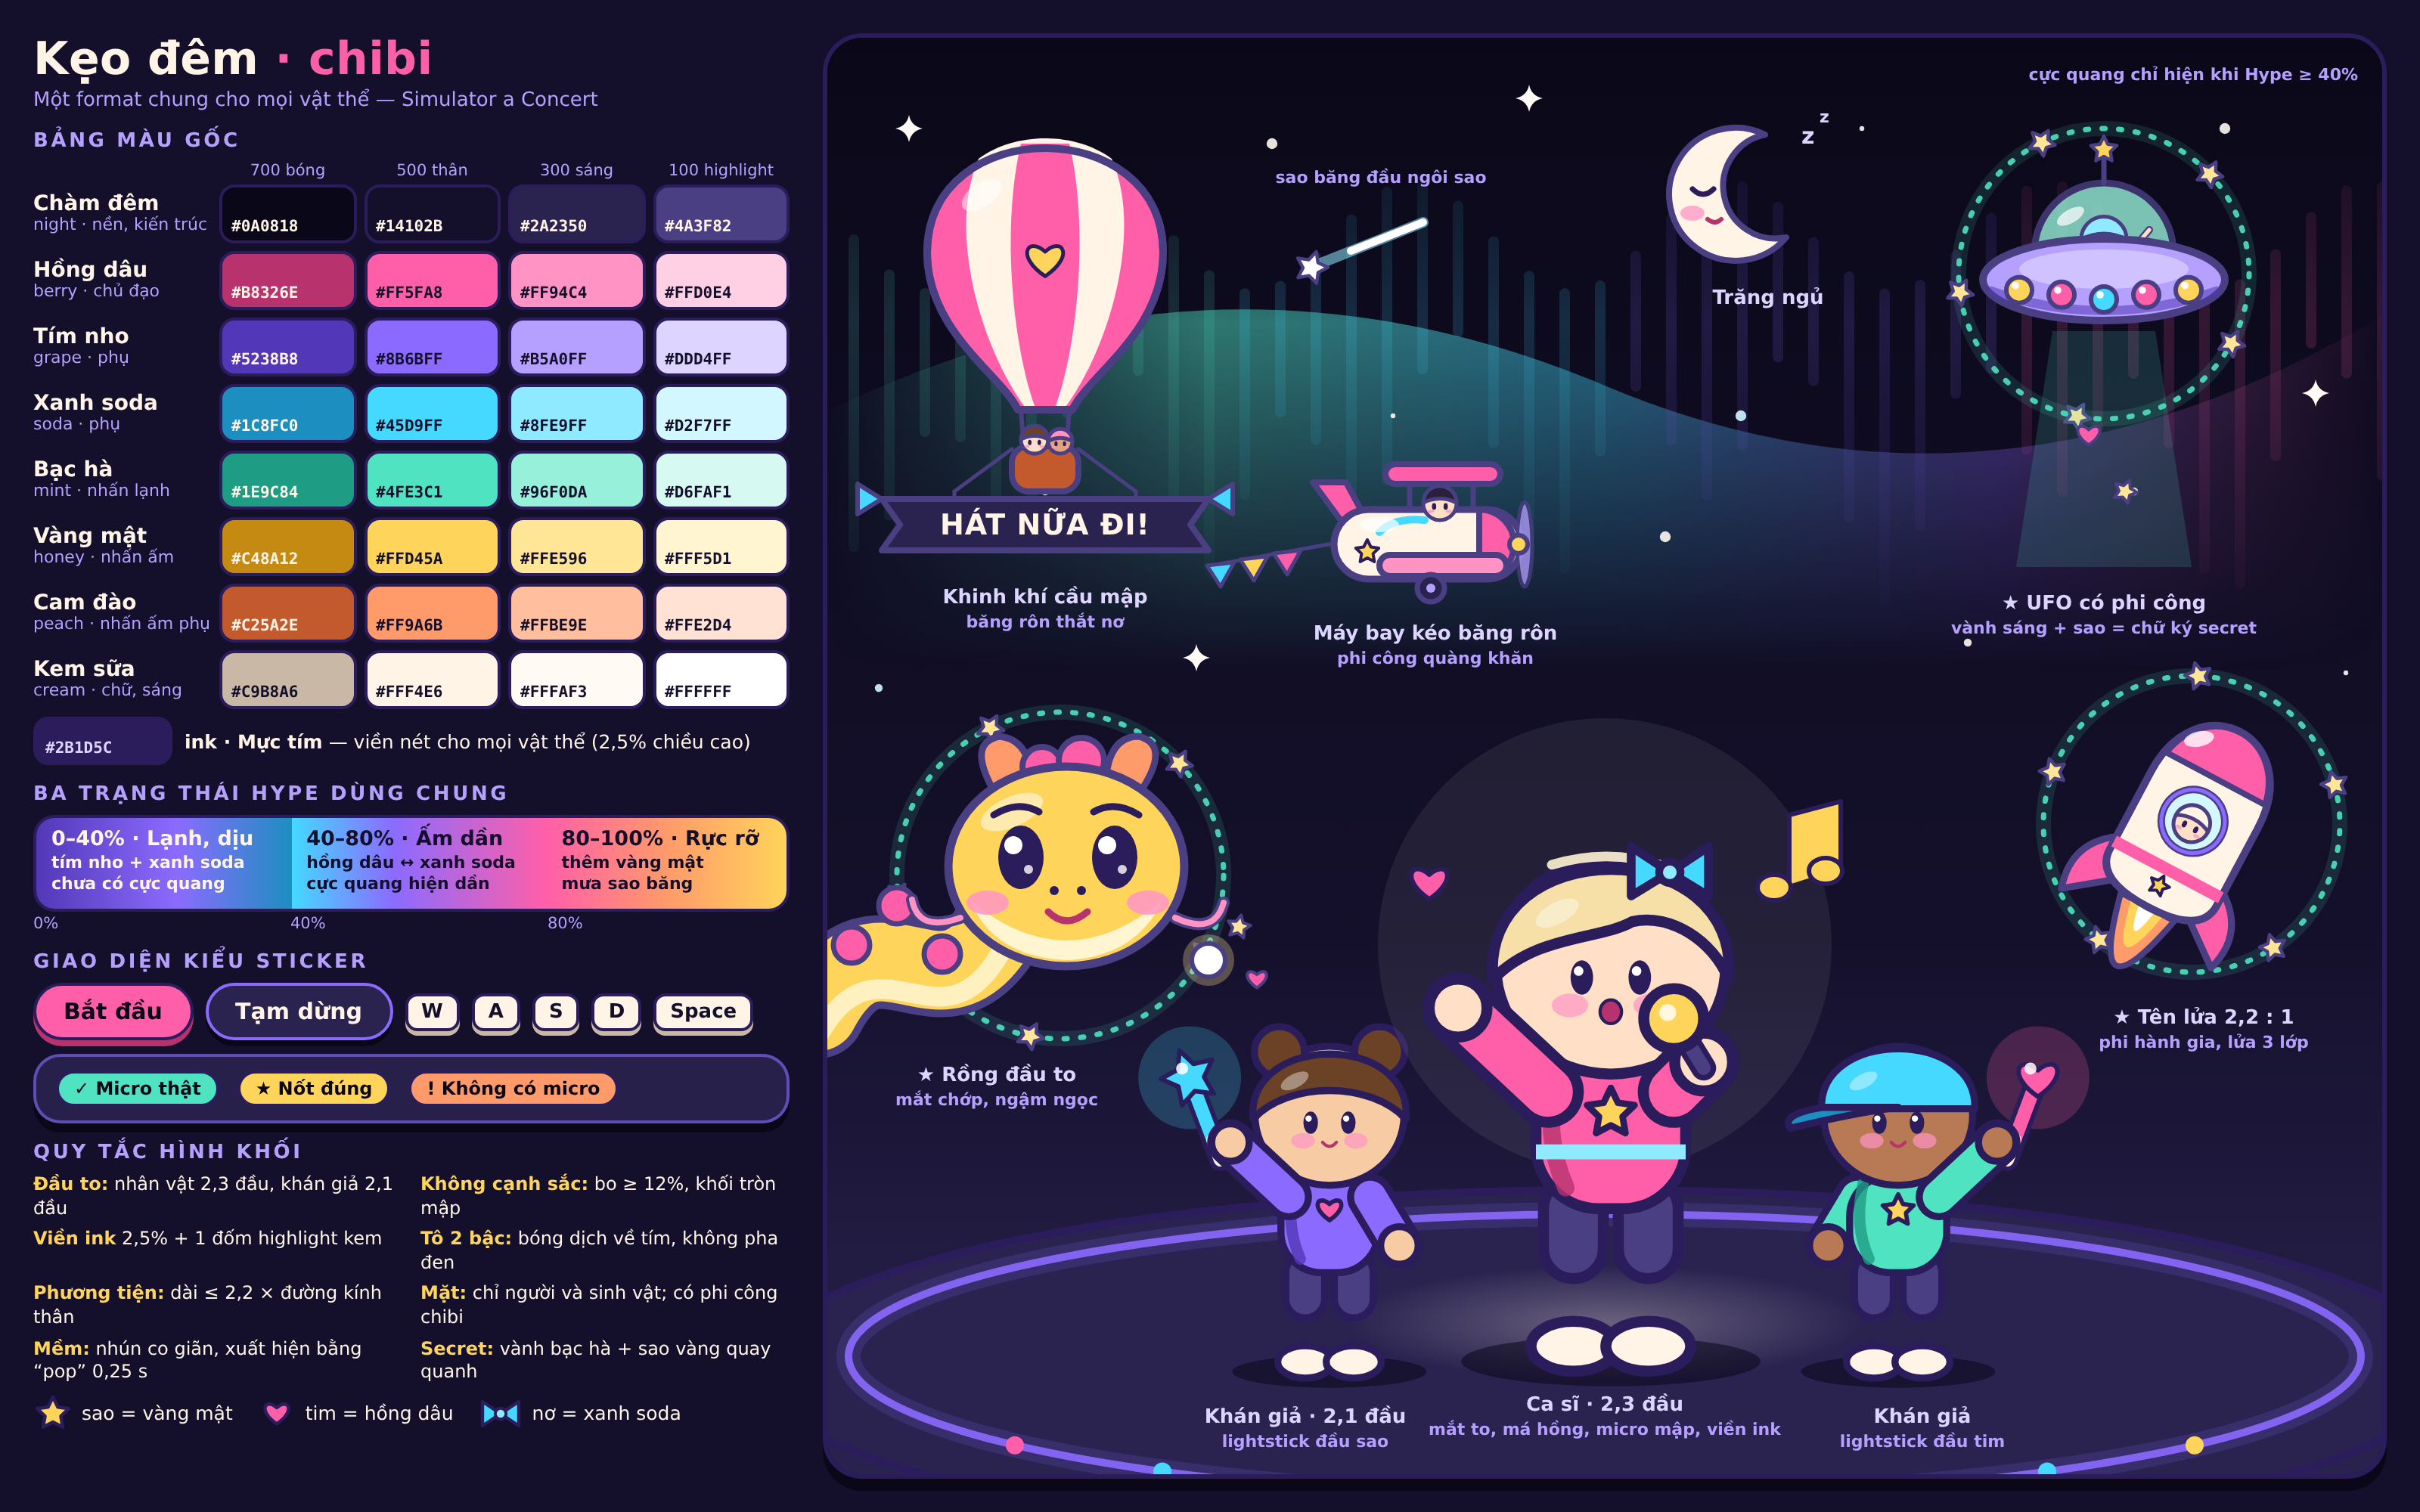 Kẹo đêm · chibi
Một format chung cho mọi vật thể — Simulator a Concert
BẢNG MÀU GỐC
700 bóng 500 thân 300 sáng 100 highlight
Chàm đêm
night · nền, kiến trúc
#0A0818 #14102B #2A2350 #4A3F82
Hồng dâu
berry · chủ đạo
#B8326E #FF5FA8 #FF94C4 #FFD0E4
Tím nho
grape · phụ
#5238B8 #8B6BFF #B5A0FF #DDD4FF
Xanh soda
soda · phụ
#1C8FC0 #45D9FF #8FE9FF #D2F7FF
Bạc hà
mint · nhấn lạnh
#1E9C84 #4FE3C1 #96F0DA #D6FAF1
Vàng mật
honey · nhấn ấm
#C48A12 #FFD45A #FFE596 #FFF5D1
Cam đào
peach · nhấn ấm phụ
#C25A2E #FF9A6B #FFBE9E #FFE2D4
Kem sữa
cream · chữ, sáng
#C9B8A6 #FFF4E6 #FFFAF3 #FFFFFF
#2B1D5C ink · Mực tím — viền nét cho mọi vật thể (2,5% chiều cao)
BA TRẠNG THÁI HYPE DÙNG CHUNG
0–40% · Lạnh, dịu
tím nho + xanh soda
chưa có cực quang
40–80% · Ấm dần
hồng dâu ↔ xanh soda
cực quang hiện dần
80–100% · Rực rỡ
thêm vàng mật
mưa sao băng
0% 40% 80%
GIAO DIỆN KIỂU STICKER
Bắt đầu Tạm dừng W A S D Space
✓ Micro thật ★ Nốt đúng ! Không có micro
QUY TẮC HÌNH KHỐI
Đầu to: nhân vật 2,3 đầu, khán giả 2,1
đầu
Không cạnh sắc: bo ≥ 12%, khối tròn
mập
Viền ink 2,5% + 1 đốm highlight kem
Tô 2 bậc: bóng dịch về tím, không pha
đen
Phương tiện: dài ≤ 2,2 × đường kính
thân
Mặt: chỉ người và sinh vật; có phi công
chibi
Mềm: nhún co giãn, xuất hiện bằng
“pop” 0,25 s
Secret: vành bạc hà + sao vàng quay
quanh
sao = vàng mật tim = hồng dâu nơ = xanh soda
cực quang chỉ hiện khi Hype ≥ 40%
z
z
sao băng đầu ngôi sao
Trăng ngủ
HÁT NỮA ĐI!
Khinh khí cầu mập
băng rôn thắt nơ
Máy bay kéo băng rôn
phi công quàng khăn
★ UFO có phi công
vành sáng + sao = chữ ký secret
★ Rồng đầu to
mắt chớp, ngậm ngọc
★ Tên lửa 2,2 : 1
phi hành gia, lửa 3 lớp
Khán giả · 2,1 đầu
lightstick đầu sao
Ca sĩ · 2,3 đầu
mắt to, má hồng, micro mập, viền ink
Khán giả
lightstick đầu tim